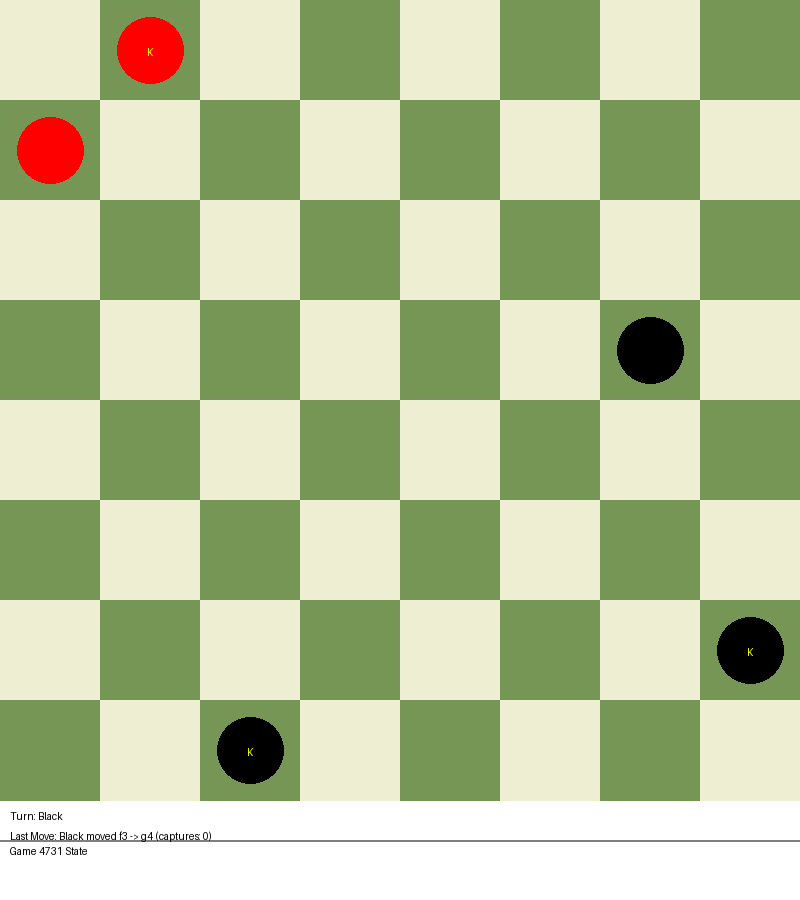 K
K
K
Turn: Black
Last Move: Black moved f3 -> g4 (captures: 0)
Game 4731 State